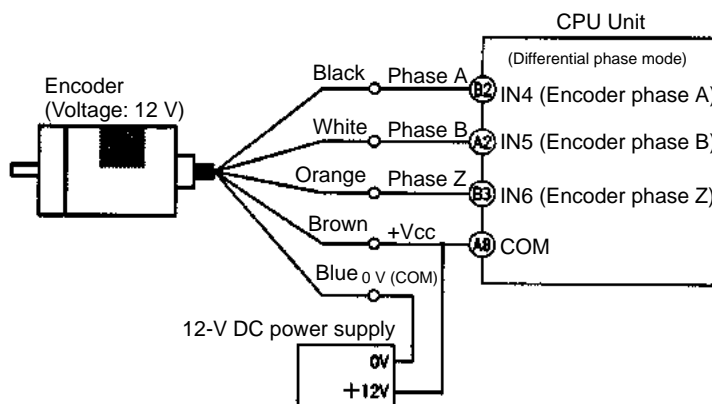 CPU Unit
(Differential phase mode)
Encoder
(Voltage: 12 V)
Black Phase A B2 IN4 (Encoder phase A)
White Phase B A2 IN5 (Encoder phase B)
Orange Phase Z B3 IN6 (Encoder phase Z)
Brown +Vcc A8 COM
Blue 0 V (COM)
12-V DC power supply
0V
+12V